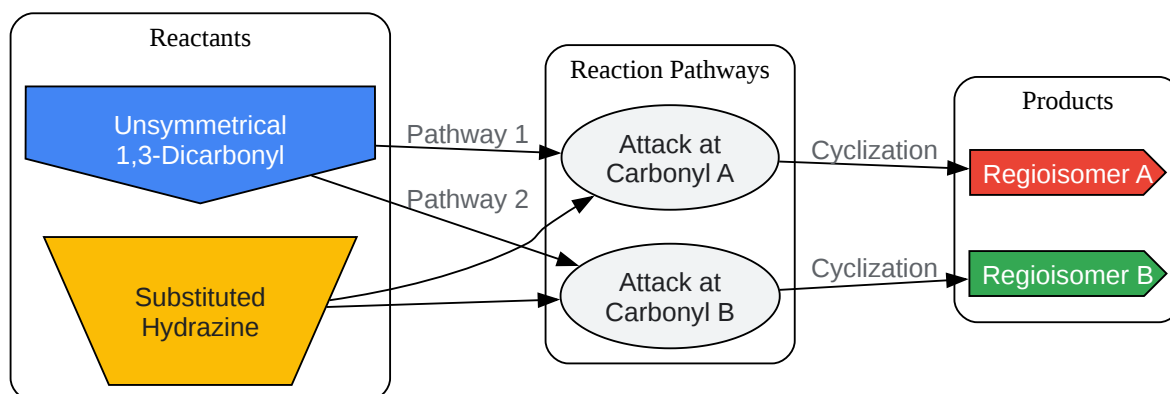 Reactants
Unsymmetrical
1,3-Dicarbonyl
Substituted
Hydrazine
Pathway 1
Pathway 2
Reaction Pathways
Attack at
Carbonyl A
Attack at
Carbonyl B
Cyclization
Cyclization
Products
Regioisomer A
Regioisomer B